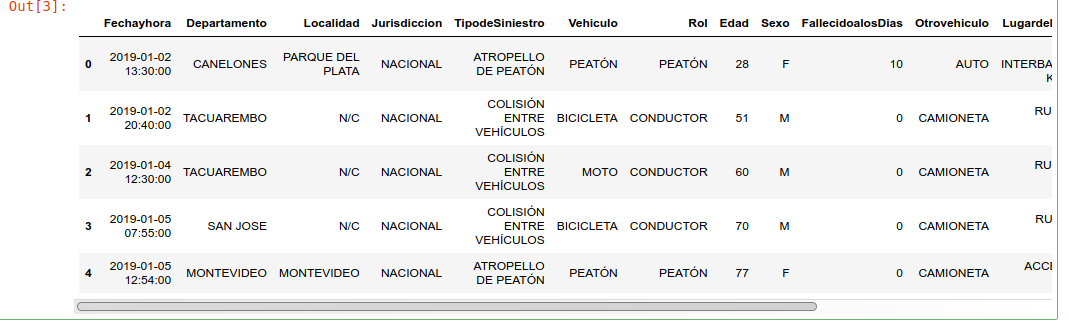 Out[3]:
Fechayhora Departamento Localidad Jurisdiccion TipodeSiniestro Vehiculo Rol Edad Sexo FallecidoalosDias Otrovehiculo Lugardel
0 2019-01-02 13:30:00 CANELONES PARQUE DEL PLATA NACIONAL ATROPELLO DE PEATÓN PEATÓN PEATÓN 28 F 10 AUTO INTERBA K
1 2019-01-02 20:40:00 TACUAREMBO N/C NACIONAL COLISIÓN ENTRE VEHÍCULOS BICICLETA CONDUCTOR 51 M 0 CAMIONETA RU
2 2019-01-04 12:30:00 TACUAREMBO N/C NACIONAL COLISIÓN ENTRE VEHÍCULOS MOTO CONDUCTOR 60 M 0 CAMIONETA RU
3 2019-01-05 07:55:00 SAN JOSE N/C NACIONAL COLISIÓN ENTRE VEHÍCULOS BICICLETA CONDUCTOR 70 M 0 CAMIONETA RU
4 2019-01-05 12:54:00 MONTEVIDEO MONTEVIDEO NACIONAL ATROPELLO DE PEATÓN PEATÓN PEATÓN 77 F 0 CAMIONETA ACCE